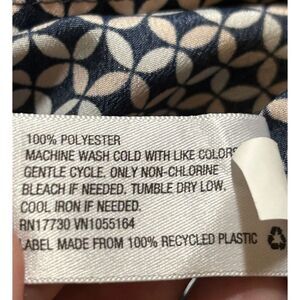 100% POLYESTER
MACHINE WASH COLD WITH LIKE COLORS
GENTLE CYCLE. ONLY NON-CHLORINE
BLEACH IF NEEDED. TUMBLE DRY LOW.
COOL IRON IF NEEDED.
RN17730 VN1055164
LABEL MADE FROM 100% RECYCLED PLASTIC